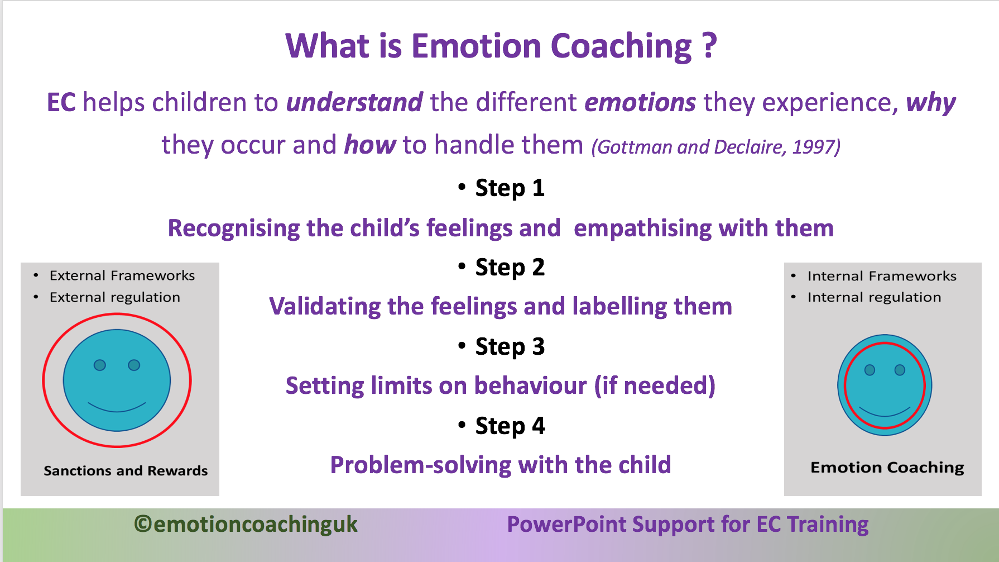 What is Emotion Coaching ?
EC helps children to understand the different emotions they experience, why
they occur and how to handle them (Gottman and Declaire, 1997)
• Step 1
Recognising the child’s feelings and  empathising with them
• Step 2
Validating the feelings and labelling them
• Step 3
Setting limits on behaviour (if needed)
• Step 4
Problem-solving with the child
• External Frameworks
• External regulation
Sanctions and Rewards
• Internal Frameworks
• Internal regulation
Emotion Coaching
©emotioncoachinguk
PowerPoint Support for EC Training